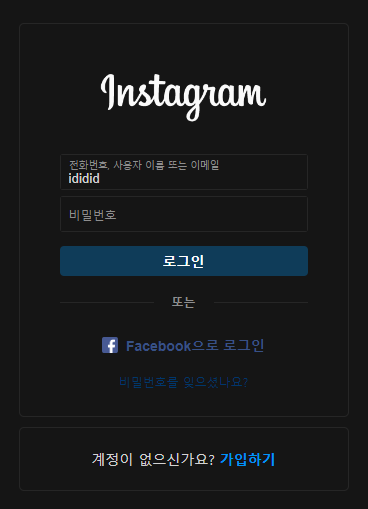 Instagram
전화번호, 사용자 이름 또는 이메일
ididid
비밀번호
로그인
또는
Facebook으로 로그인
비밀번호를 잊으셨나요?
계정이 없으신가요? 가입하기